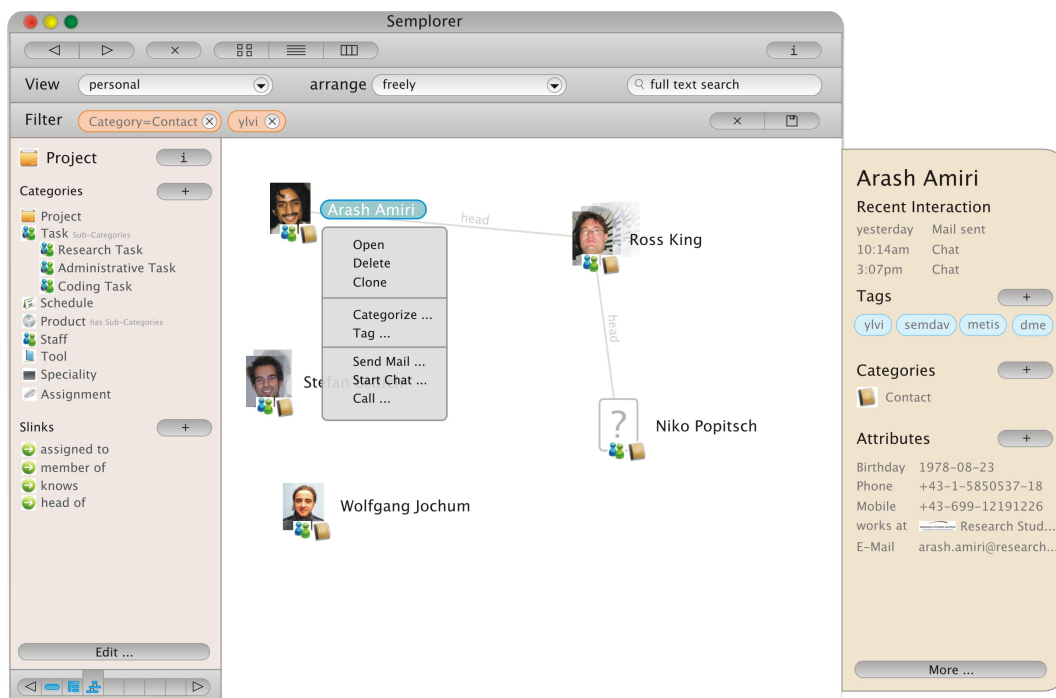 Semplorer
i
View personal arrange freely full text search
Filter Category=Contact ylvi
Project i
Categories +
Project
Task Sub-Categories
Research Task
Administrative Task
Coding Task
Schedule
Product has Sub-Categories
Staff
Tool
Speciality
Assignment
Slinks +
assigned to
member of
knows
head of
Edit ...
Arash Amiri
head
Ross King
Open
Delete
Clone
Categorize ...
Tag ...
Send Mail ...
Start Chat ...
Call ...
head
?
Niko Popitsch
Wolfgang Jochum
Arash Amiri
Recent Interaction
yesterday Mail sent
10:14am Chat
3:07pm Chat
Tags +
ylvi semdav metis dme
Categories +
Contact
Attributes +
Birthday 1978-08-23
Phone +43-1-5850537-18
Mobile +43-699-12191226
works at Research Stud...
E-Mail arash.amiri@research...
More ...